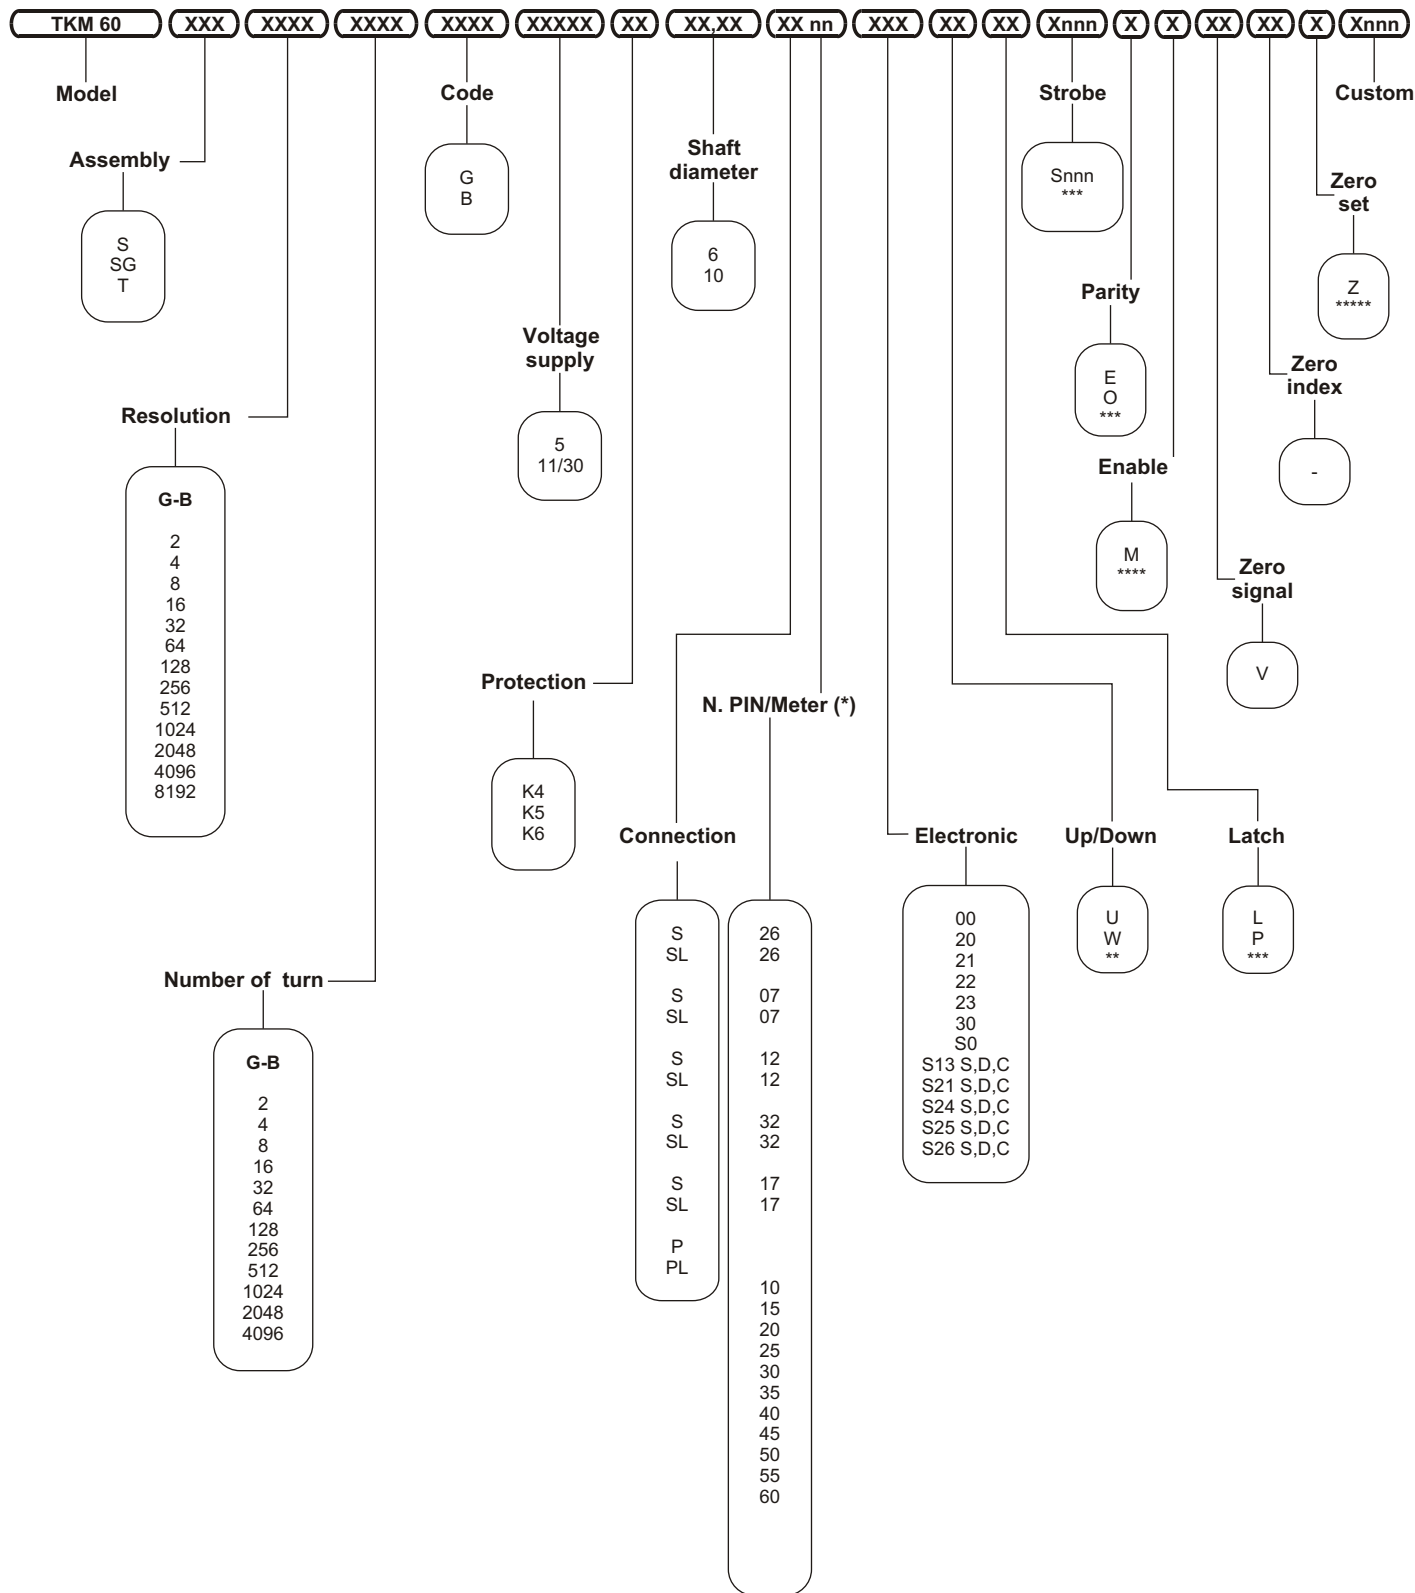 TKM 60 XXX XXXX XXXX XXXX XXXXX XX XX,XX XX nn XXX XX XX Xnnn X X XX XX X Xnnn
Model
Assembly
S
SG
T
Resolution
G-B
2
4
8
16
32
64
128
256
512
1024
2048
4096
8192
Number of turn
G-B
2
4
8
16
32
64
128
256
512
1024
2048
4096
Code
G
B
Voltage
supply
5
11/30
Protection
K4
K5
K6
Shaft
diameter
6
10
Connection
S
SL
S
SL
S
SL
S
SL
S
SL
P
PL
N. PIN/Meter (*)
26
26
07
07
12
12
32
32
17
17
10
15
20
25
30
35
40
45
50
55
60
Electronic
00
20
21
22
23
30
S0
S13 S,D,C
S21 S,D,C
S24 S,D,C
S25 S,D,C
S26 S,D,C
Up/Down
U
W
**
Latch
L
P
***
Strobe
Snnn
***
Parity
E
O
***
Enable
M
****
Zero
signal
V
Zero
index
-
Zero
set
Z
*****
Custom